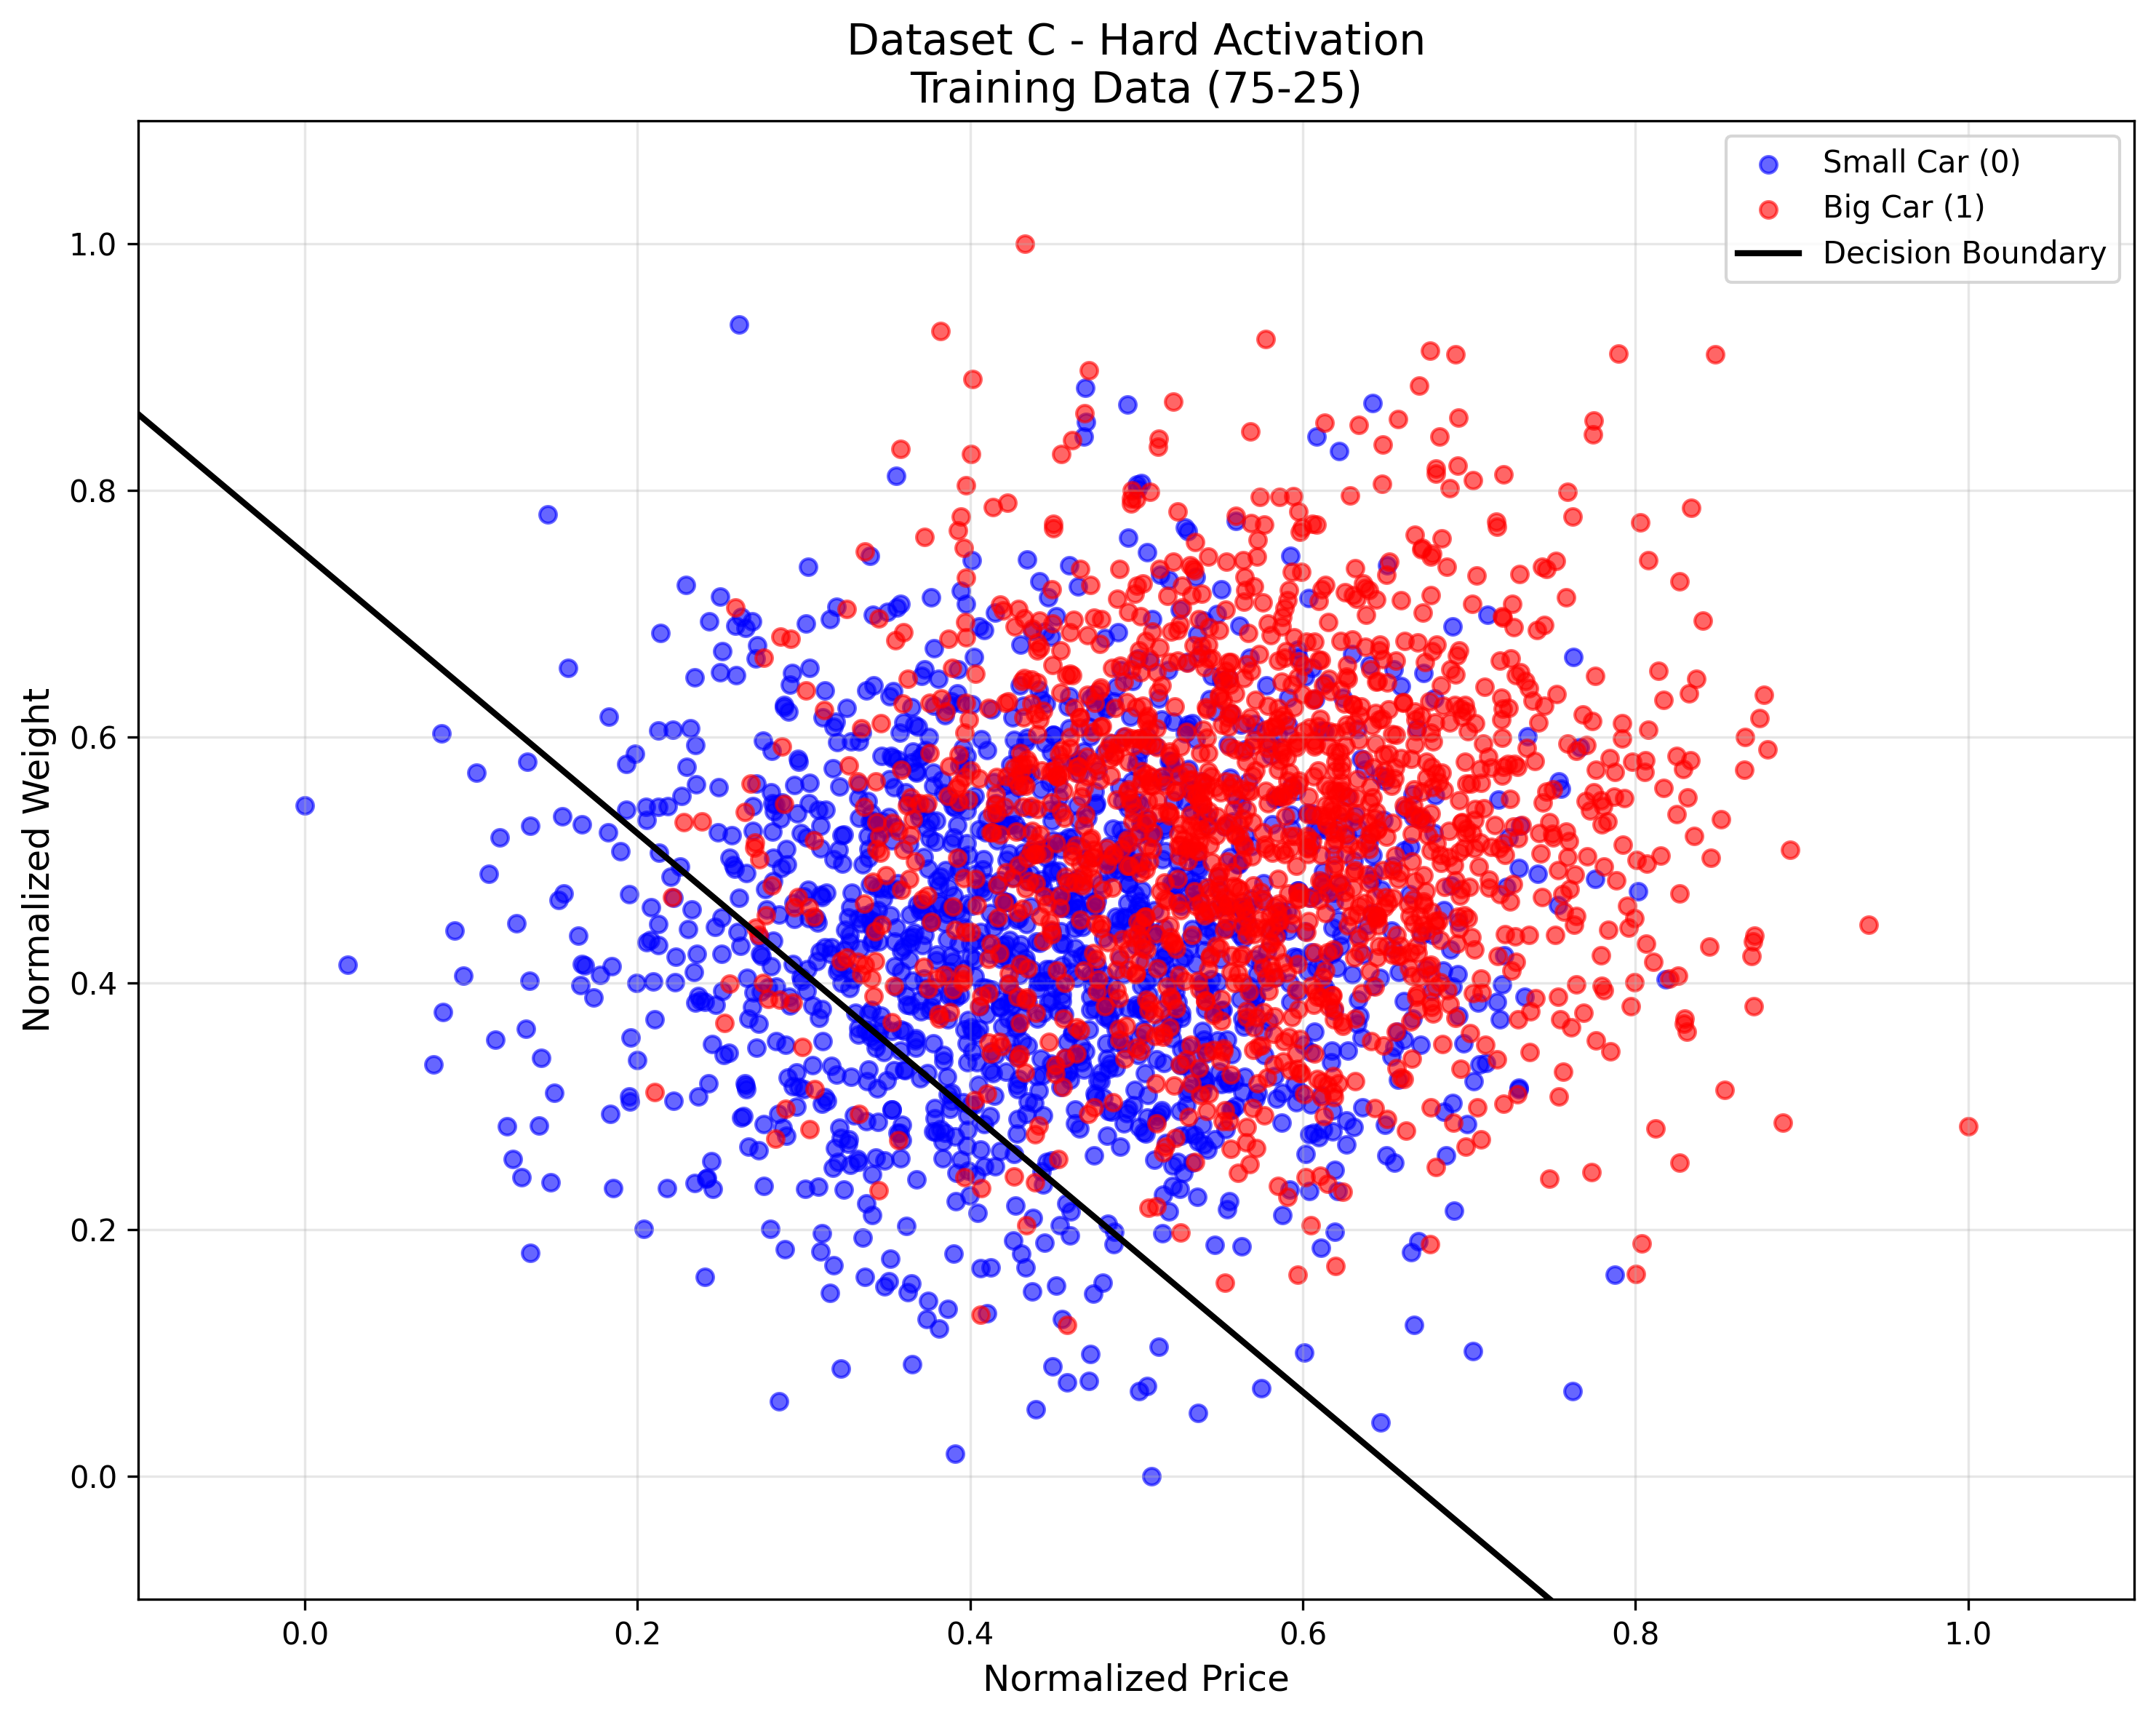 Dataset C - Hard Activation
Training Data (75-25)
Small Car (0)
Big Car (1)
Decision Boundary
Normalized Weight
1.0
0.8
0.6
0.4
0.2
0.0
0.0 0.2 0.4 0.6 0.8 1.0
Normalized Price